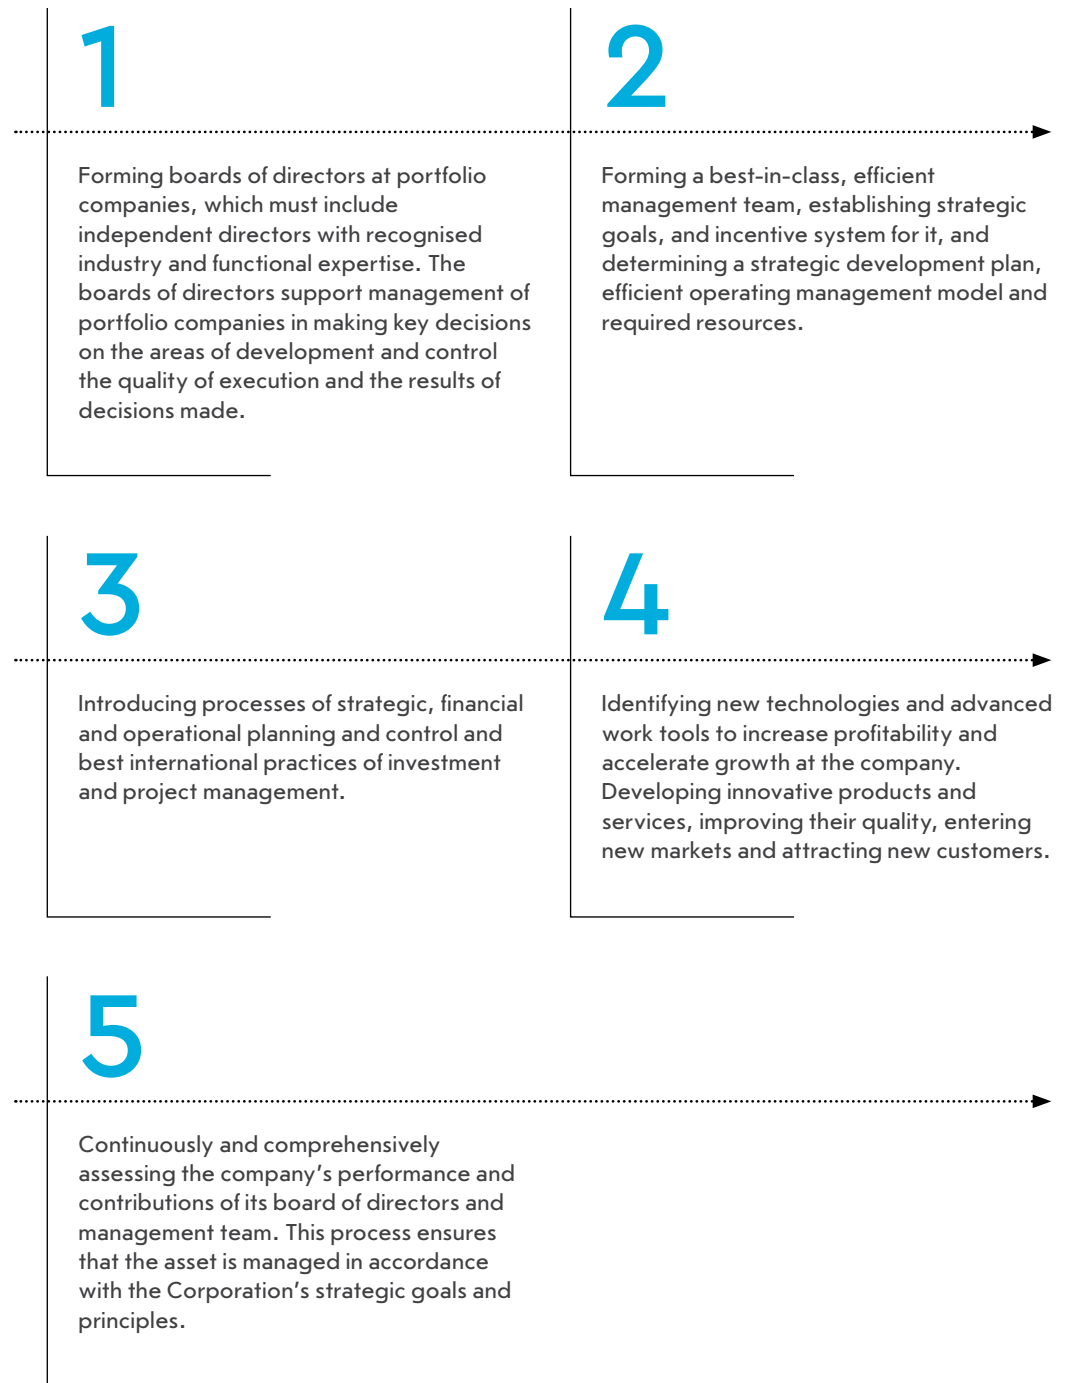 1
Forming boards of directors at portfolio
companies, which must include
independent directors with recognised
industry and functional expertise. The
boards of directors support management of
portfolio companies in making key decisions
on the areas of development and control
the quality of execution and the results of
decisions made.
2
Forming a best-in-class, efficient
management team, establishing strategic
goals, and incentive system for it, and
determining a strategic development plan,
efficient operating management model and
required resources.
3
Introducing processes of strategic, financial
and operational planning and control and
best international practices of investment
and project management.
4
Identifying new technologies and advanced
work tools to increase profitability and
accelerate growth at the company.
Developing innovative products and
services, improving their quality, entering
new markets and attracting new customers.
5
Continuously and comprehensively
assessing the company's performance and
contributions of its board of directors and
management team. This process ensures
that the asset is managed in accordance
with the Corporation's strategic goals and
principles.